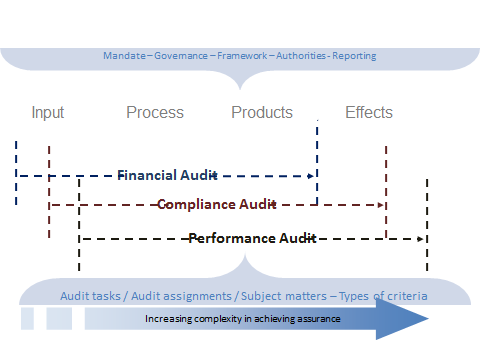 Mandate – Governance – Framework – Authorities - Reporting
Input Process Products Effects
Financial Audit
Compliance Audit
Performance Audit
Audit tasks / Audit assignments / Subject matters – Types of criteria
Increasing complexity in achieving assurance